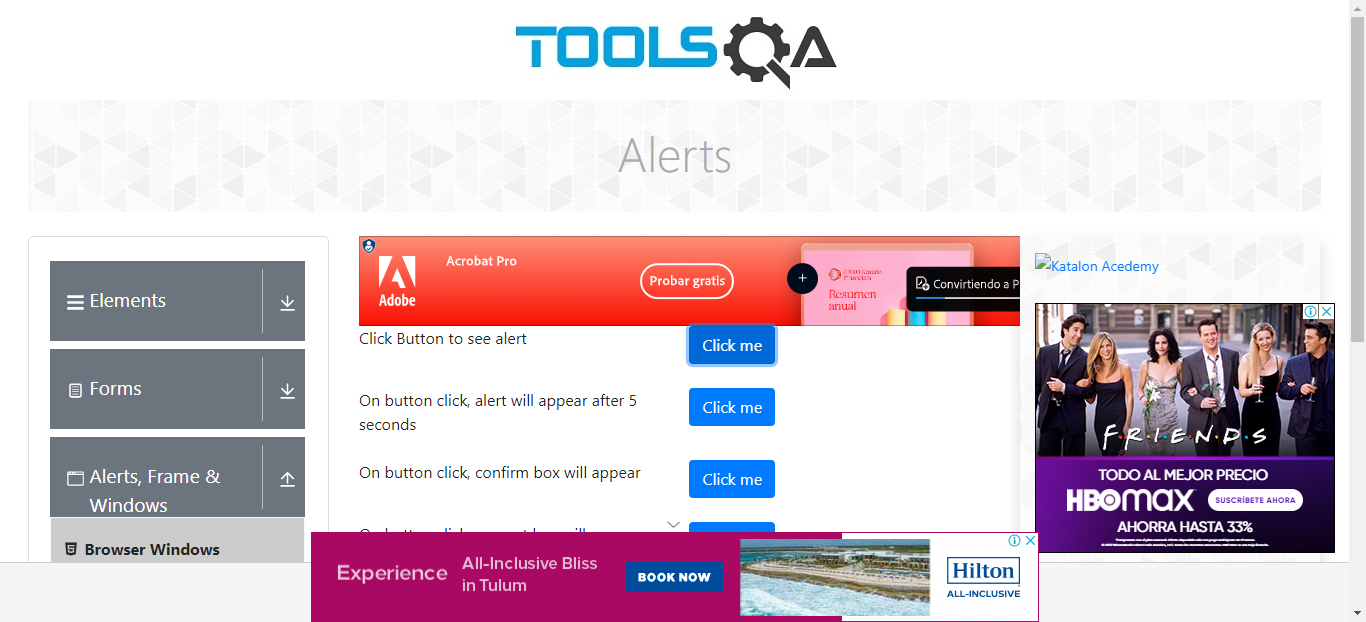 TOOLSQA
Alerts
Elements
Forms
Alerts, Frame &
Windows
Browser Windows
Adobe
Acrobat Pro
Probar gratis
Resumen
anual
Convirtiendo a P
Click Button to see alert
Click me
On button click, alert will appear after 5
seconds
Click me
On button click, confirm box will appear
Click me
Katalon Acedemy
F·R·I·E·N·D·S
TODO AL MEJOR PRECIO
HBOMAX
SUSCRÍBETE AHORA
AHORRA HASTA 33%
Experience
All-Inclusive Bliss
in Tulum
BOOK NOW
Hilton
ALL-INCLUSIVE